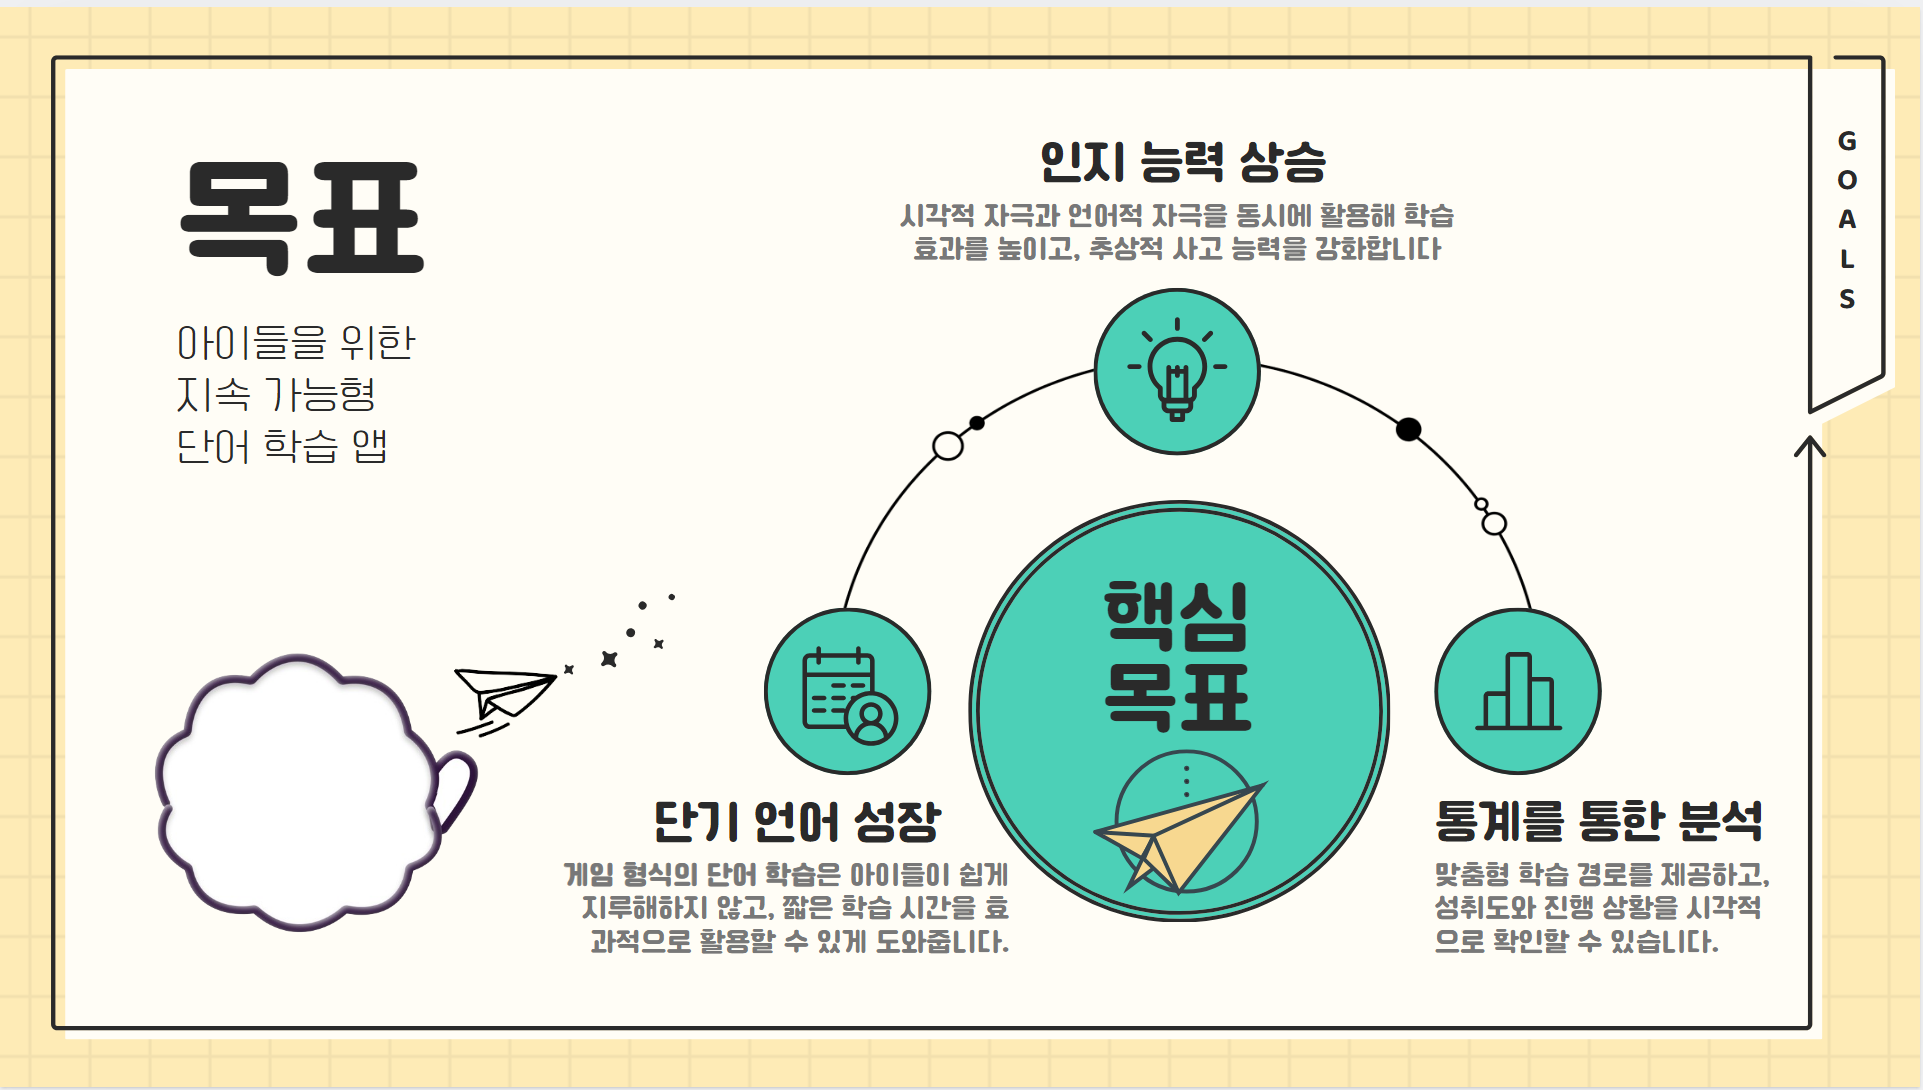 목표
아이들을 위한
지속 가능형
단어 학습 앱
인지 능력 상승
시각적 자극과 언어적 자극을 동시에 활용해 학습
효과를 높이고, 추상적 사고 능력을 강화합니다
핵심
목표
단기 언어 성장
게임 형식의 단어 학습은 아이들이 쉽게
지루해하지 않고, 짧은 학습 시간을 효
과적으로 활용할 수 있게 도와줍니다.
통계를 통한 분석
맞춤형 학습 경로를 제공하고,
성취도와 진행 상황을 시각적
으로 확인할 수 있습니다.
GOALS